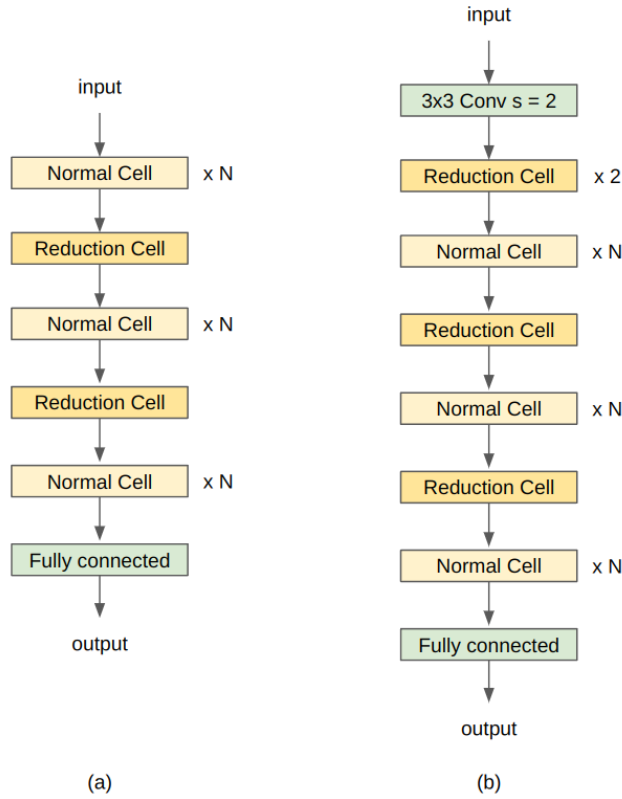 input
Normal Cell x N
Reduction Cell
Normal Cell x N
Reduction Cell
Normal Cell x N
Fully connected
output
(a)
input
3x3 Conv s = 2
Reduction Cell x 2
Normal Cell x N
Reduction Cell
Normal Cell x N
Reduction Cell
Normal Cell x N
Fully connected
output
(b)